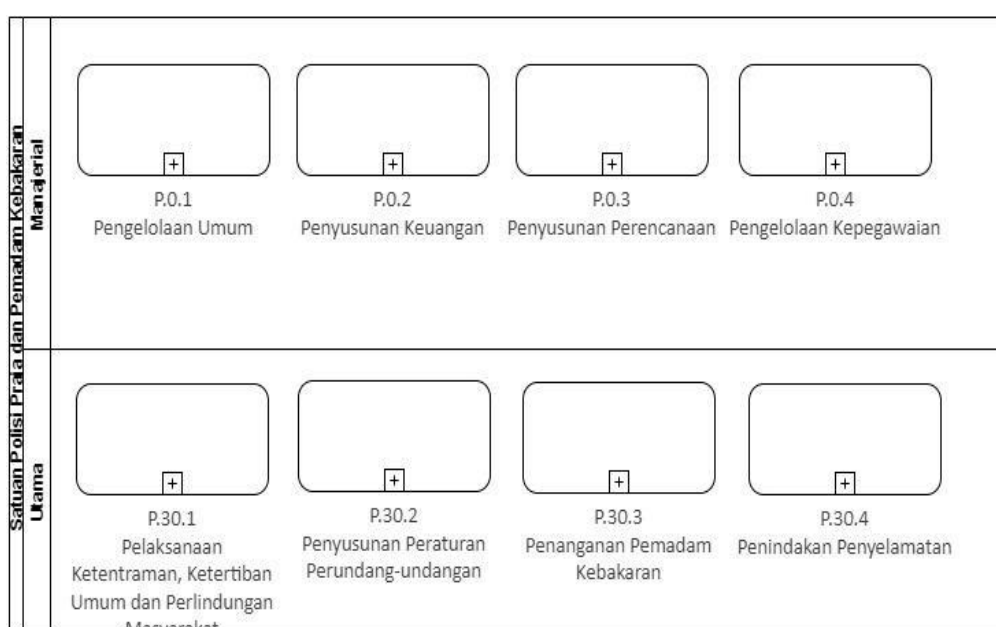 Satuan Polisi Praja dan Pemadam Kebakaran
Manajerial
P.0.1
Pengelolaan Umum
P.0.2
Penyusunan Keuangan
P.0.3
Penyusunan Perencanaan
P.0.4
Pengelolaan Kepegawaian
Utama
P.30.1
Pelaksanaan
Ketentraman, Ketertiban
Umum dan Perlindungan
Masyarakat
P.30.2
Penyusunan Peraturan
Perundang-undangan
P.30.3
Penanganan Pemadam
Kebakaran
P.30.4
Penindakan Penyelamatan